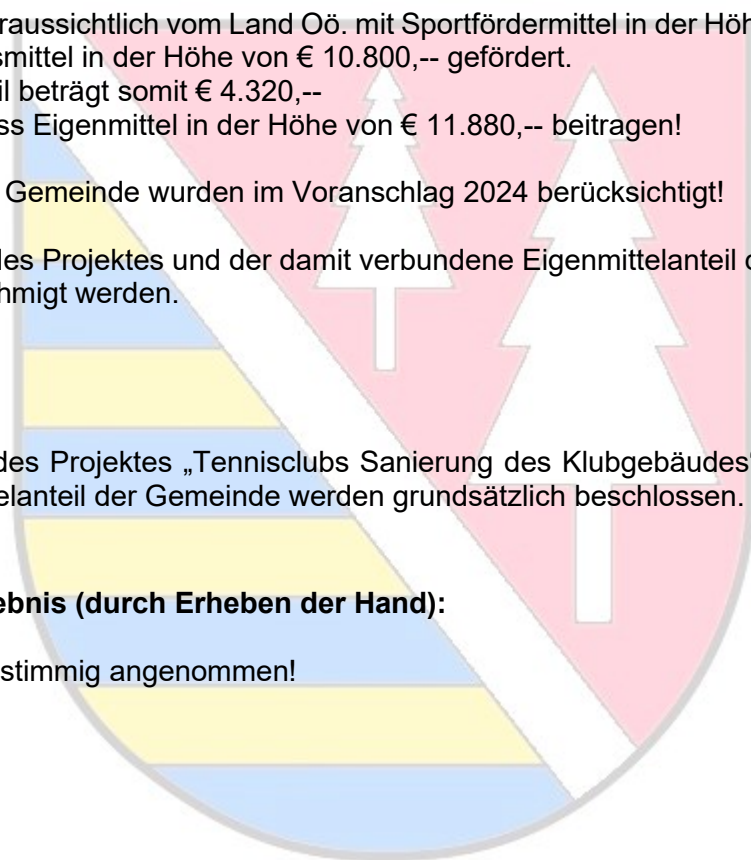 raussichtlich vom Land Oö. mit Sportfördermittel in der Höh
smittel in der Höhe von € 10.800,-- gefördert.
il beträgt somit € 4.320,--
ss Eigenmittel in der Höhe von € 11.880,-- beitragen!
Gemeinde wurden im Voranschlag 2024 berücksichtigt!
des Projektes und der damit verbundene Eigenmittelanteil d
hmigt werden.
des Projektes „Tennisclubs Sanierung des Klubgebäudes“
elanteil der Gemeinde werden grundsätzlich beschlossen.
ebnis (durch Erheben der Hand):
stimmig angenommen!